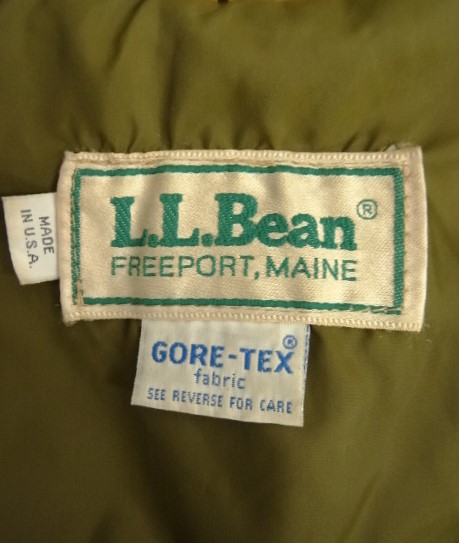 L.L.Bean®
FREEPORT, MAINE
MADE
IN U.S.A.
GORE-TEX®
fabric
SEE REVERSE FOR CARE